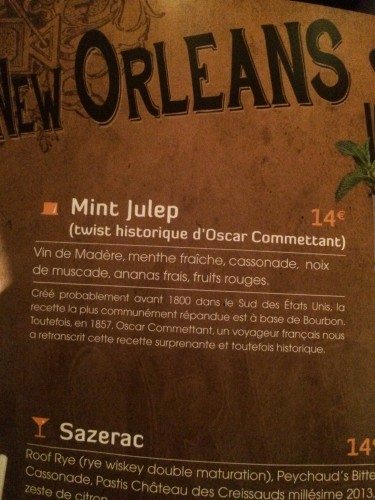 NEW ORLEANS
Mint Julep
(twist historique d'Oscar Commettant)
14€
Vin de Madère, menthe fraîche, cassonade, noix
de muscade, ananas frais, fruits rouges.
Créé probablement avant 1800 dans le Sud des États Unis, la
recette la plus communément répandue est à base de Bourbon.
Toutefois, en 1857, Oscar Commettant, un voyageur français nous
a retranscrit cette recette surprenante et toutefois historique.
Sazerac
14€
Roof Rye (rye wiskey double maturation), Peychaud's Bitte
Cassonade, Pastis Château des Creissauds millésime 2013
zeste de citron